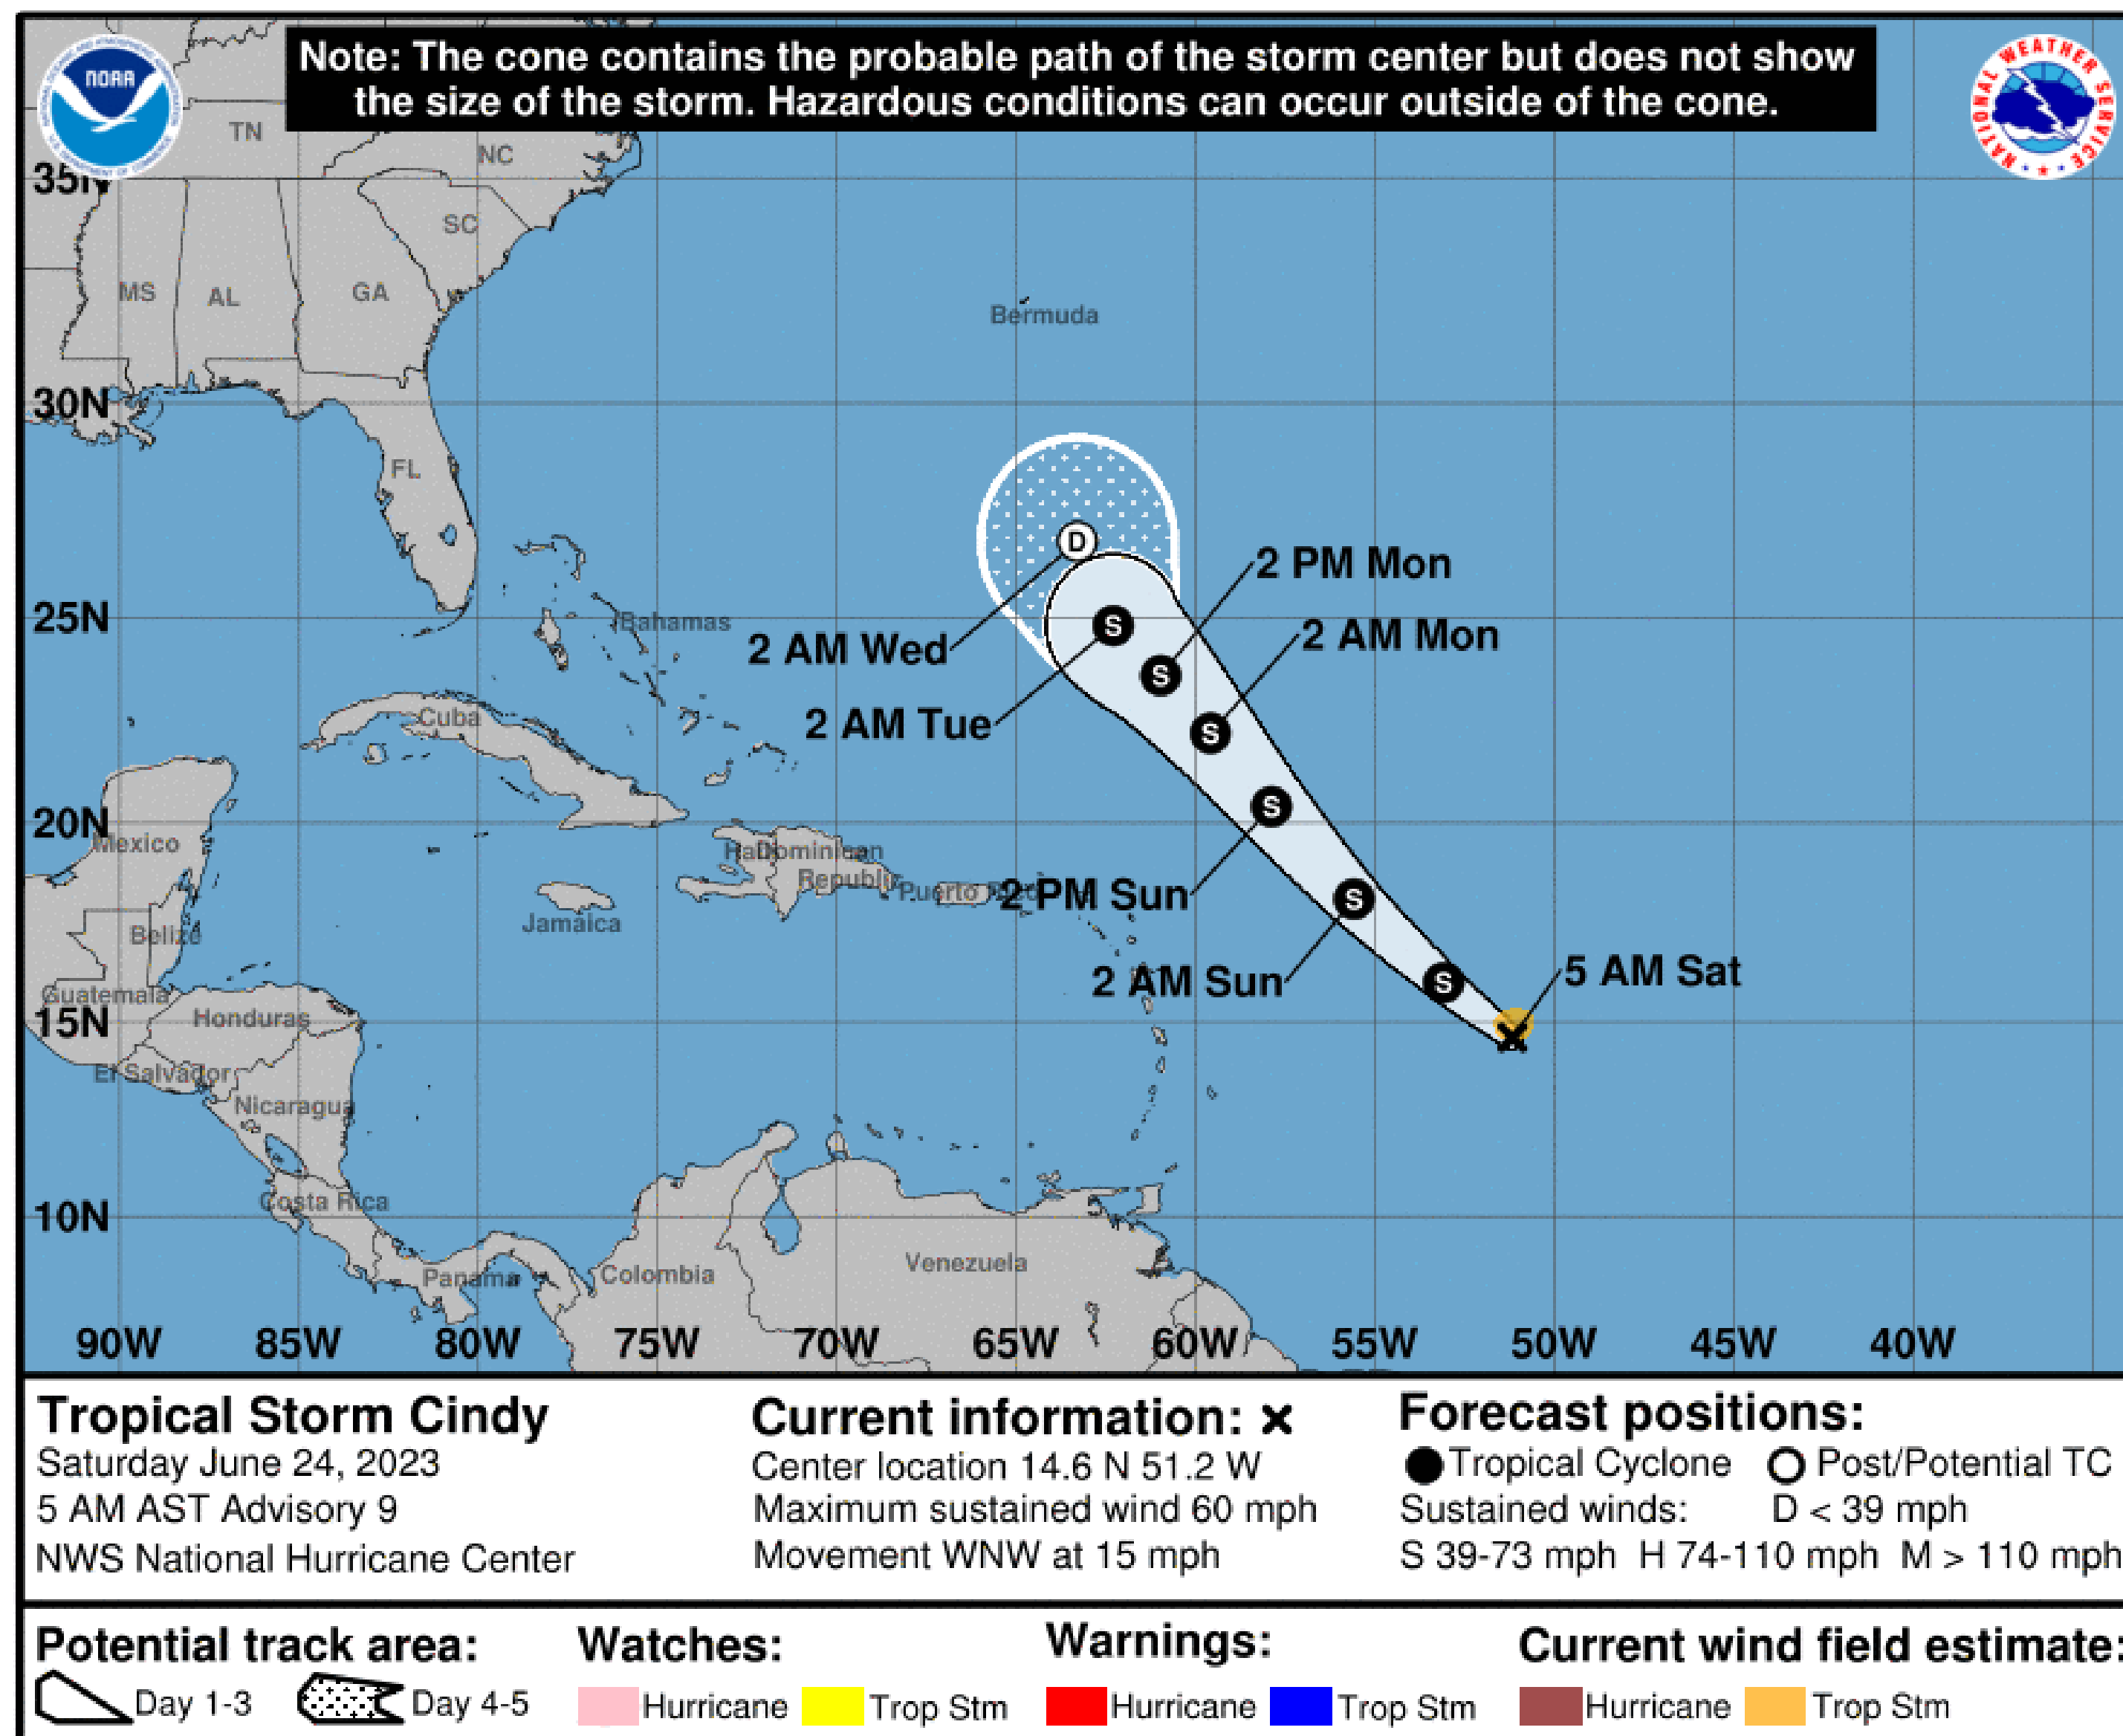 Note: The cone contains the probable path of the storm center but does not show
the size of the storm. Hazardous conditions can occur outside of the cone.
NOAA
NATIONAL WEATHER SERVICE
TN
NC
35N
SC
MS
AL
GA
Bermuda
30N
FL
D
2 PM Mon
25N
Bahamas
S
2 AM Mon
2 AM Wed
S
2 AM Tue
Cuba
S
S
20N
Mexico
Dominican
Republic
Puerto
2 PM Sun
S
Jamaica
Belize
2 AM Sun
S
5 AM Sat
Guatemala
15N
Honduras
El Salvador
Nicaragua
Costa Rica
10N
Panama
Colombia
Venezuela
90W 85W 80W 75W 70W 65W 60W 55W 50W 45W 40W
Tropical Storm Cindy
Saturday June 24, 2023
5 AM AST Advisory 9
NWS National Hurricane Center
Current information: x
Center location 14.6 N 51.2 W
Maximum sustained wind 60 mph
Movement WNW at 15 mph
Forecast positions:
Tropical Cyclone Post/Potential TC
Sustained winds: D < 39 mph
S 39-73 mph H 74-110 mph M > 110 mph
Potential track area:
Day 1-3 Day 4-5
Watches:
Hurricane Trop Stm
Warnings:
Hurricane Trop Stm
Current wind field estimate:
Hurricane Trop Stm